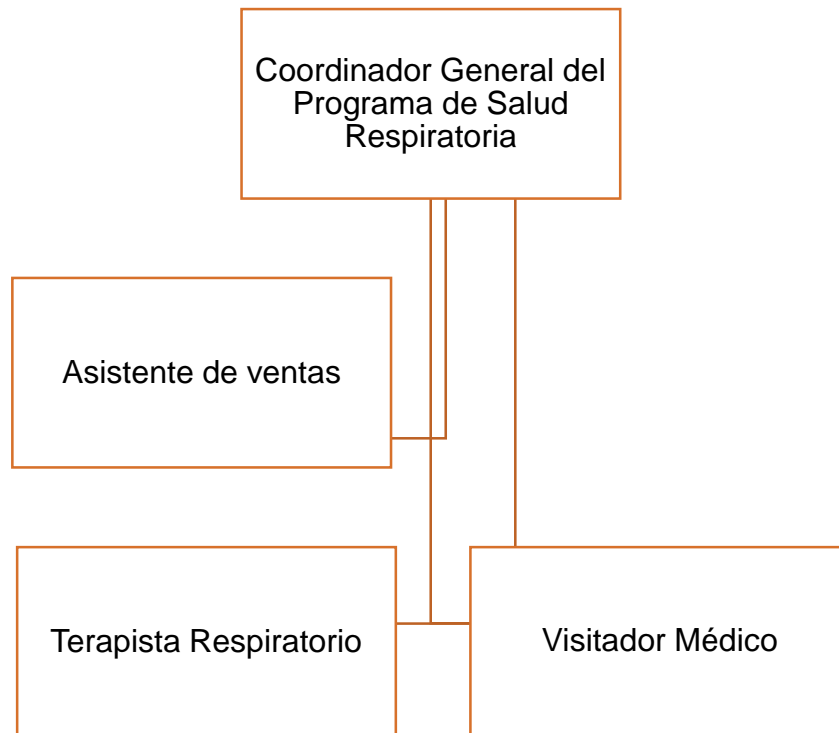 Coordinador General del
Programa de Salud
Respiratoria
Asistente de ventas
Terapista Respiratorio
Visitador Médico